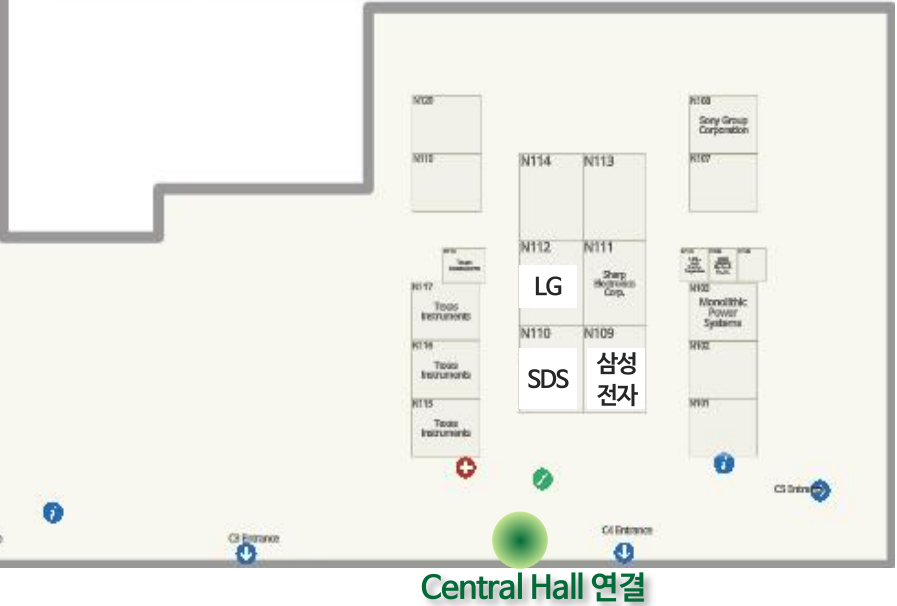 N120
N108
Sony Group
Corporation
N114
N113
N107
N112
N111
LG
Sharp
Electronics
Corp.
N117
Texas
Instruments
N103
Monolithic
Power
Systems
N110
N109
SDS
삼성
전자
N116
Texas
Instruments
N102
N115
Texas
Instruments
N101
C5 Entrance
C3 Entrance
C4 Entrance
Central Hall 연결